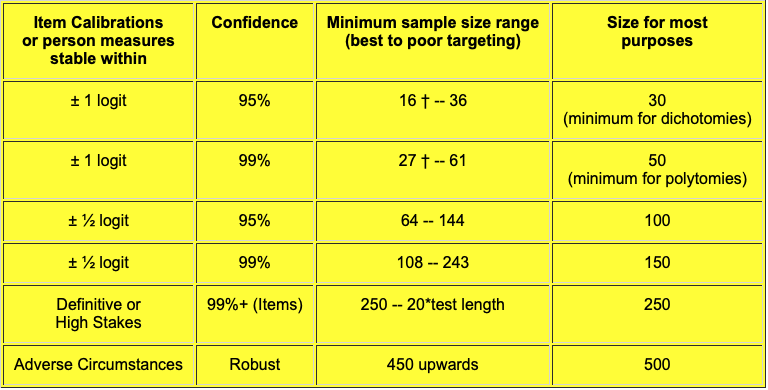 Item Calibrations
or person measures
stable within
Confidence
Minimum sample size range
(best to poor targeting)
Size for most
purposes
± 1 logit
95%
16 † -- 36
30
(minimum for dichotomies)
± 1 logit
99%
27 † -- 61
50
(minimum for polytomies)
± ½ logit
95%
64 -- 144
100
± ½ logit
99%
108 -- 243
150
Definitive or
High Stakes
99%+ (Items)
250 -- 20*test length
250
Adverse Circumstances
Robust
450 upwards
500